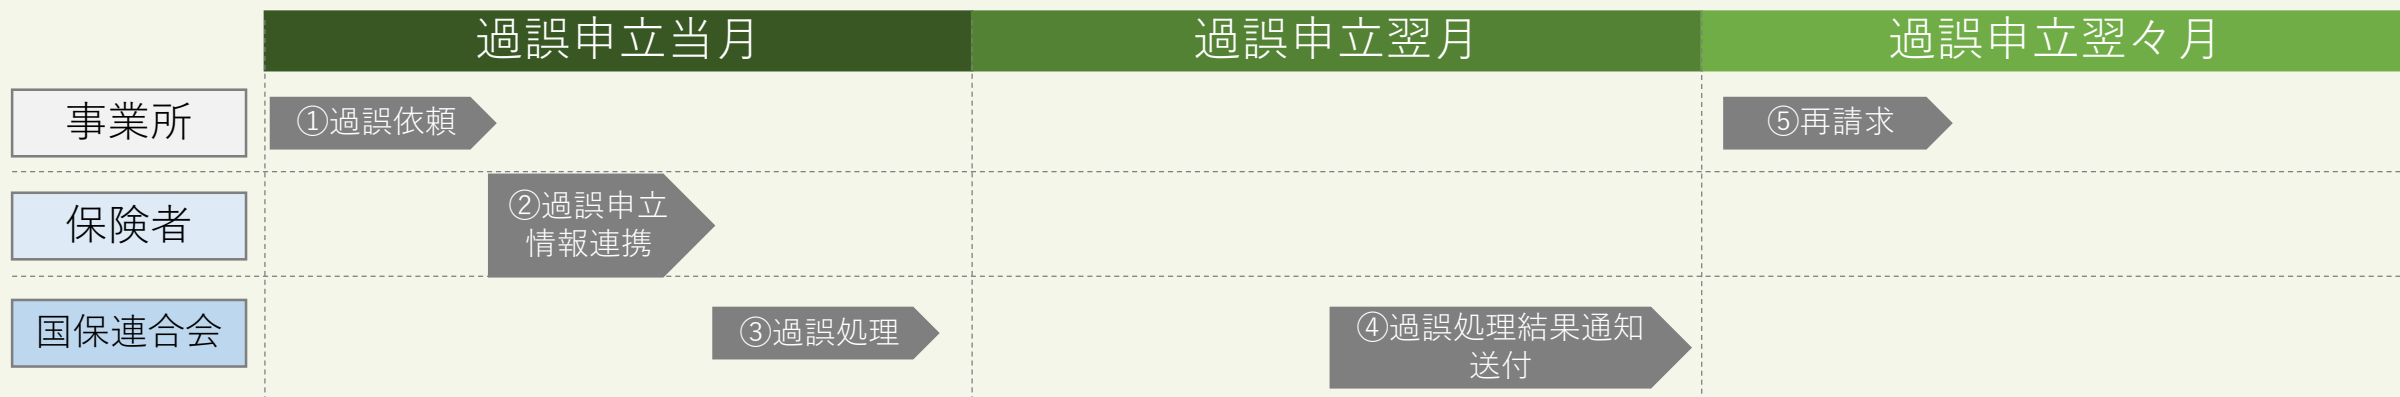 過誤申立当月
過誤申立翌月
過誤申立翌々月
事業所
①過誤依頼
⑤再請求
保険者
②過誤申立
情報連携
国保連合会
③過誤処理
④過誤処理結果通知
送付